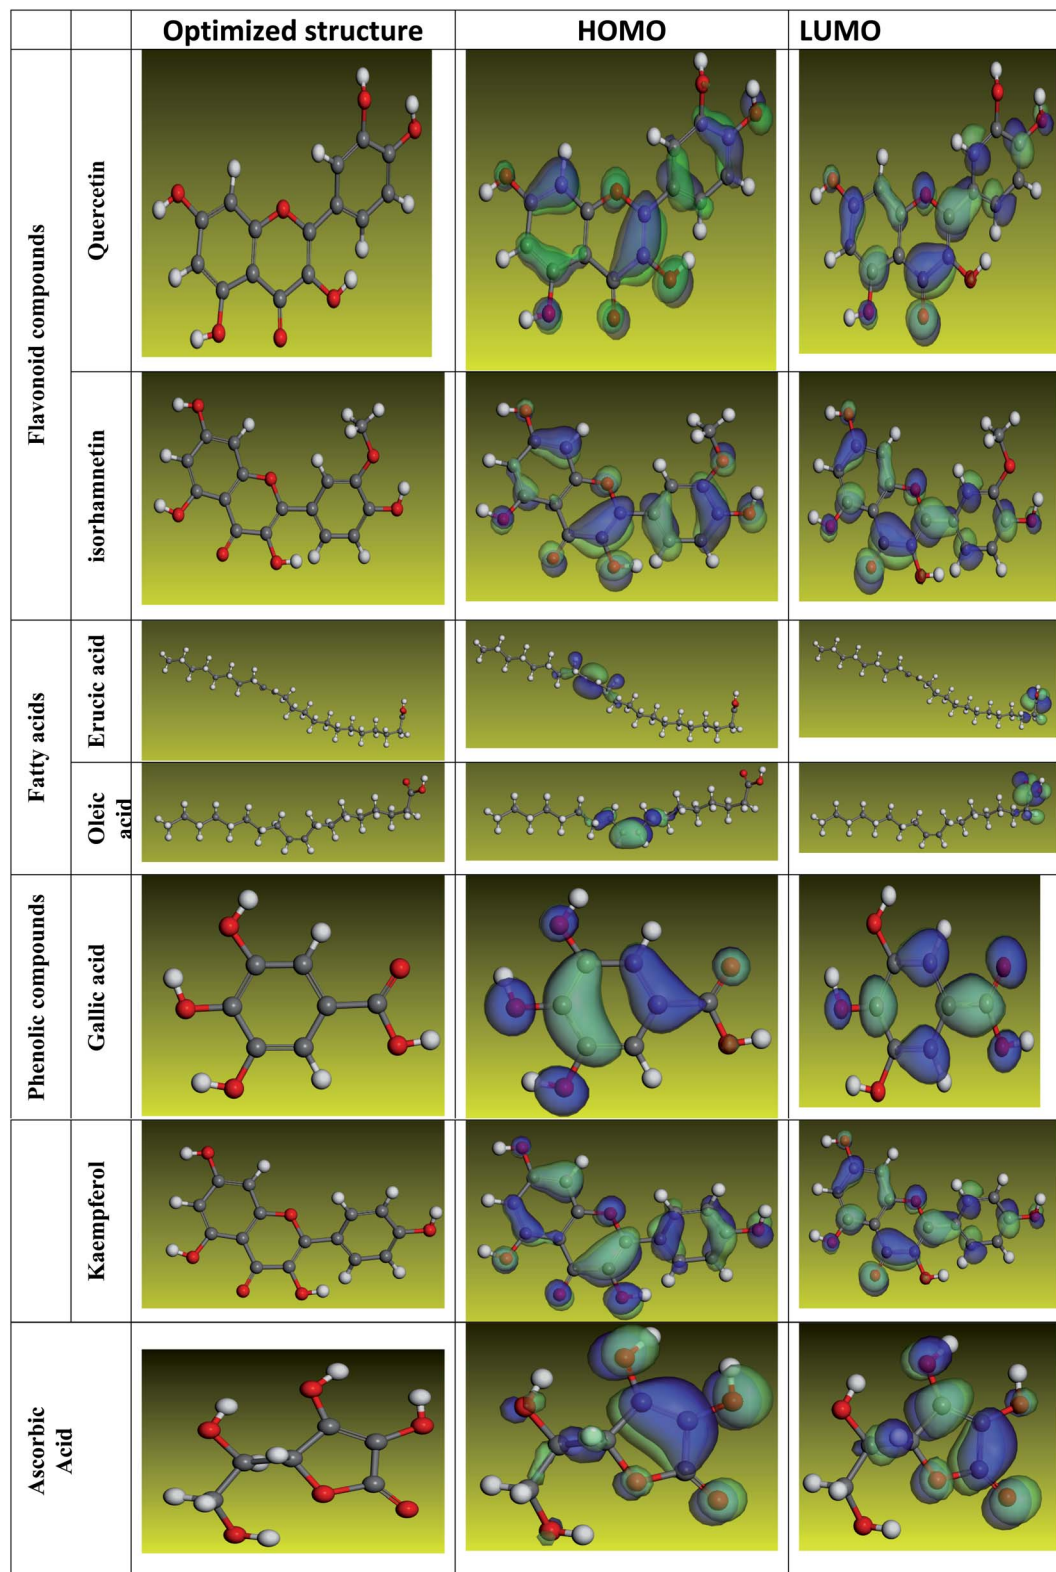 Optimized structure
HOMO
LUMO
Flavonoid compounds
Quercetin
isorhamnetin
Fatty acids
Erucic acid
Oleic
acid
Phenolic compounds
Gallic acid
Kaempferol
Ascorbic
Acid